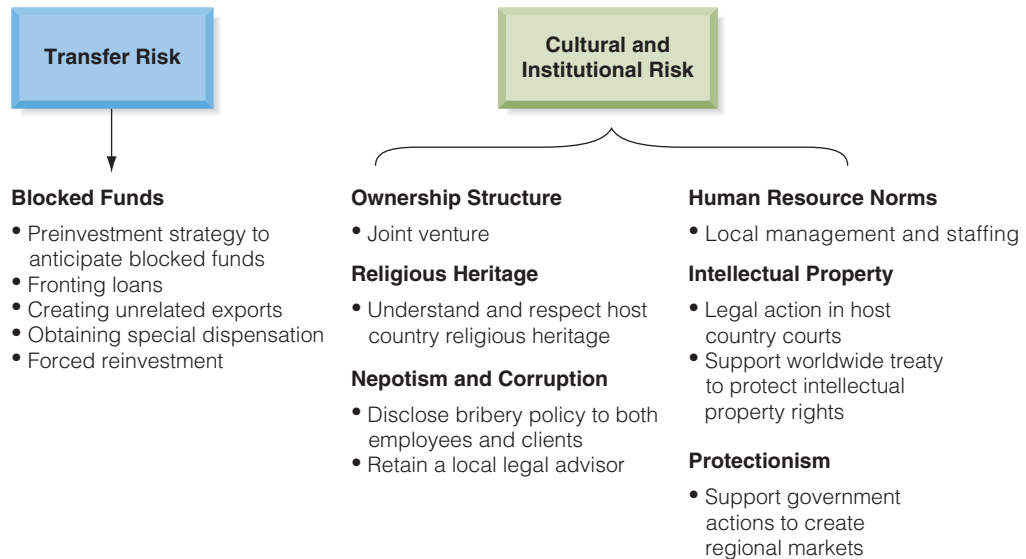 Transfer Risk
Cultural and
Institutional Risk
Blocked Funds
• Preinvestment strategy to
anticipate blocked funds
• Fronting loans
• Creating unrelated exports
• Obtaining special dispensation
• Forced reinvestment
Ownership Structure
• Joint venture
Religious Heritage
• Understand and respect host
country religious heritage
Nepotism and Corruption
• Disclose bribery policy to both
employees and clients
• Retain a local legal advisor
Human Resource Norms
• Local management and staffing
Intellectual Property
• Legal action in host
country courts
• Support worldwide treaty
to protect intellectual
property rights
Protectionism
• Support government
actions to create
regional markets